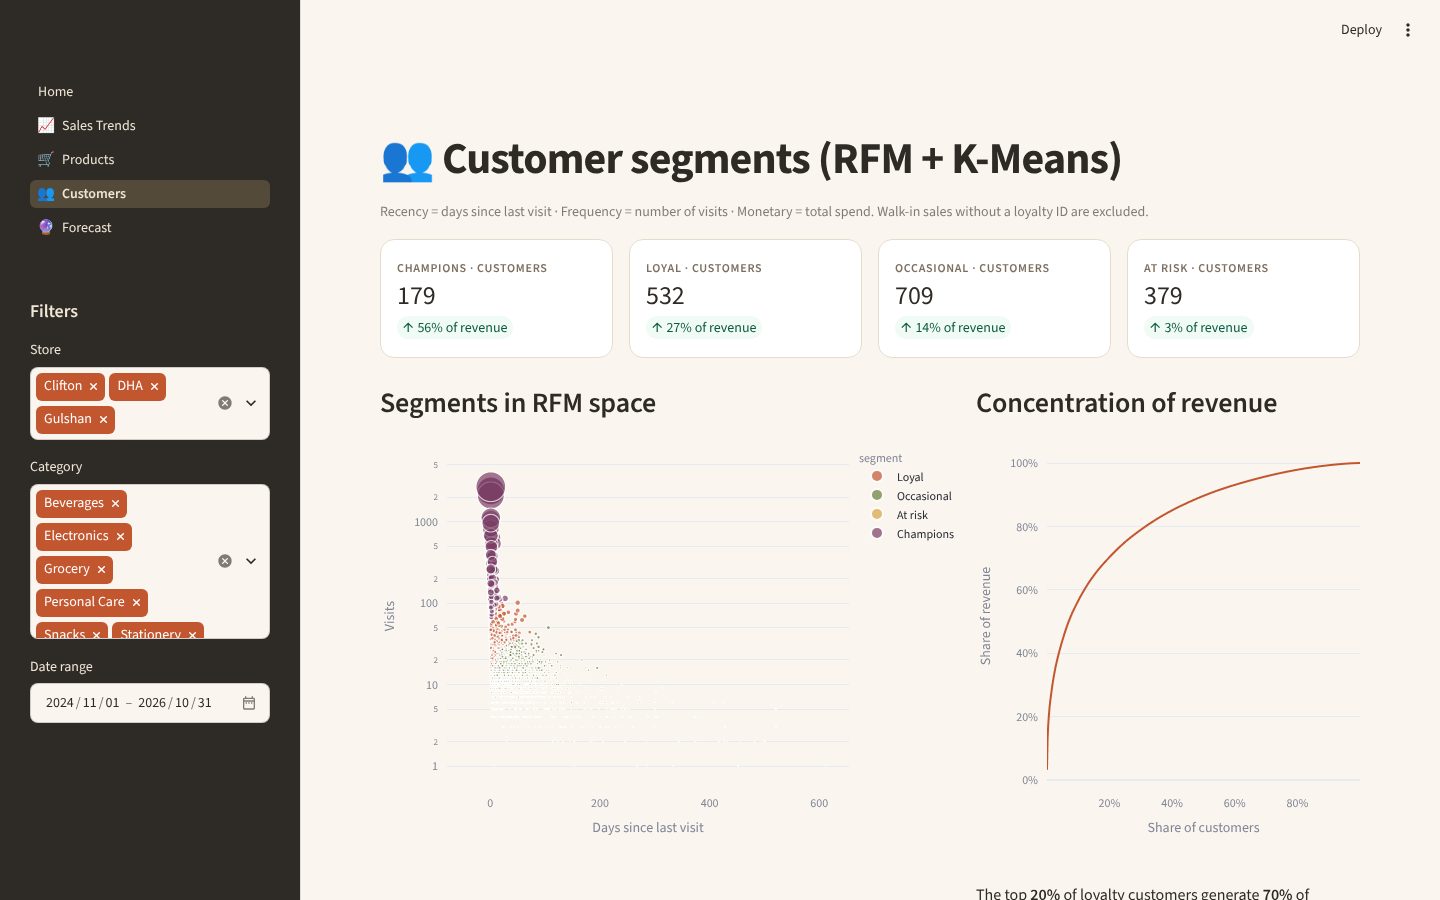 Deploy
Home
📈 Sales Trends
🛒 Products
👥 Customers
🔮 Forecast
Filters
Store
Clifton × DHA ×
Gulshan ×
Category
Beverages ×
Electronics ×
Grocery ×
Personal Care ×
Snacks × Stationery ×
Date range
2024/11/01 – 2026/10/31
👥 Customer segments (RFM + K-Means)
Recency = days since last visit · Frequency = number of visits · Monetary = total spend. Walk-in sales without a loyalty ID are excluded.
CHAMPIONS · CUSTOMERS
179
↑ 56% of revenue
LOYAL · CUSTOMERS
532
↑ 27% of revenue
OCCASIONAL · CUSTOMERS
709
↑ 14% of revenue
AT RISK · CUSTOMERS
379
↑ 3% of revenue
Segments in RFM space
Visits
5
2
1000
5
2
100
5
2
10
5
2
1
0 200 400 600
Days since last visit
segment
Loyal
Occasional
At risk
Champions
Concentration of revenue
Share of revenue
100%
80%
60%
40%
20%
0%
20% 40% 60% 80%
Share of customers
The top 20% of loyalty customers generate 70% of